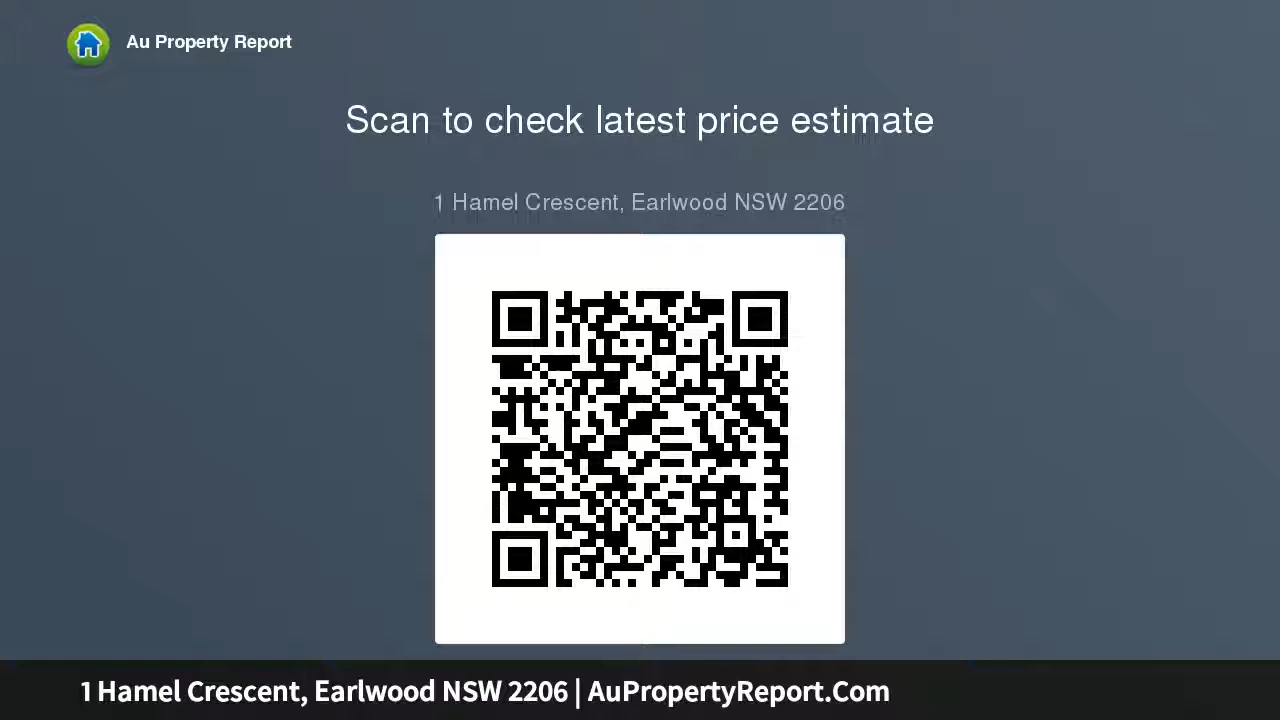 Au Property Report
Scan to check latest price estimate
1 Hamel Crescent, Earlwood NSW 2206
1 Hamel Crescent, Earlwood NSW 2206 | AuPropertyReport.Com